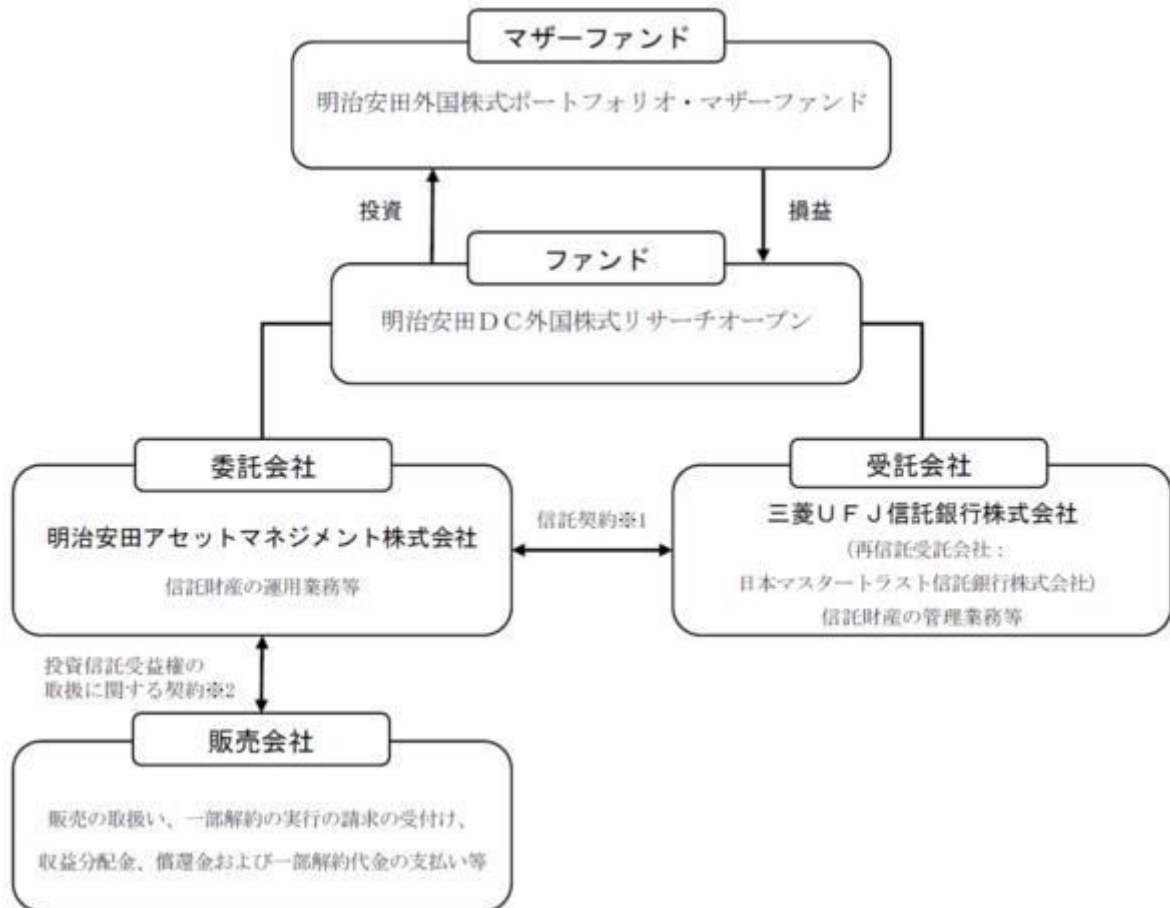 マザーファンド
明治安田外国株式ポートフォリオ・マザーファンド
投資
損益
ファンド
明治安田DC外国株式リサーチオープン
委託会社
明治安田アセットマネジメント株式会社
信託財産の運用業務等
信託契約※1
受託会社
三菱UFJ信託銀行株式会社
(再信託受託会社:
日本マスタートラスト信託銀行株式会社)
信託財産の管理業務等
投資信託受益権の
取扱に関する契約※2
販売会社
販売の取扱い、一部解約の実行の請求の受付け、
収益分配金、償還金および一部解約代金の支払い等